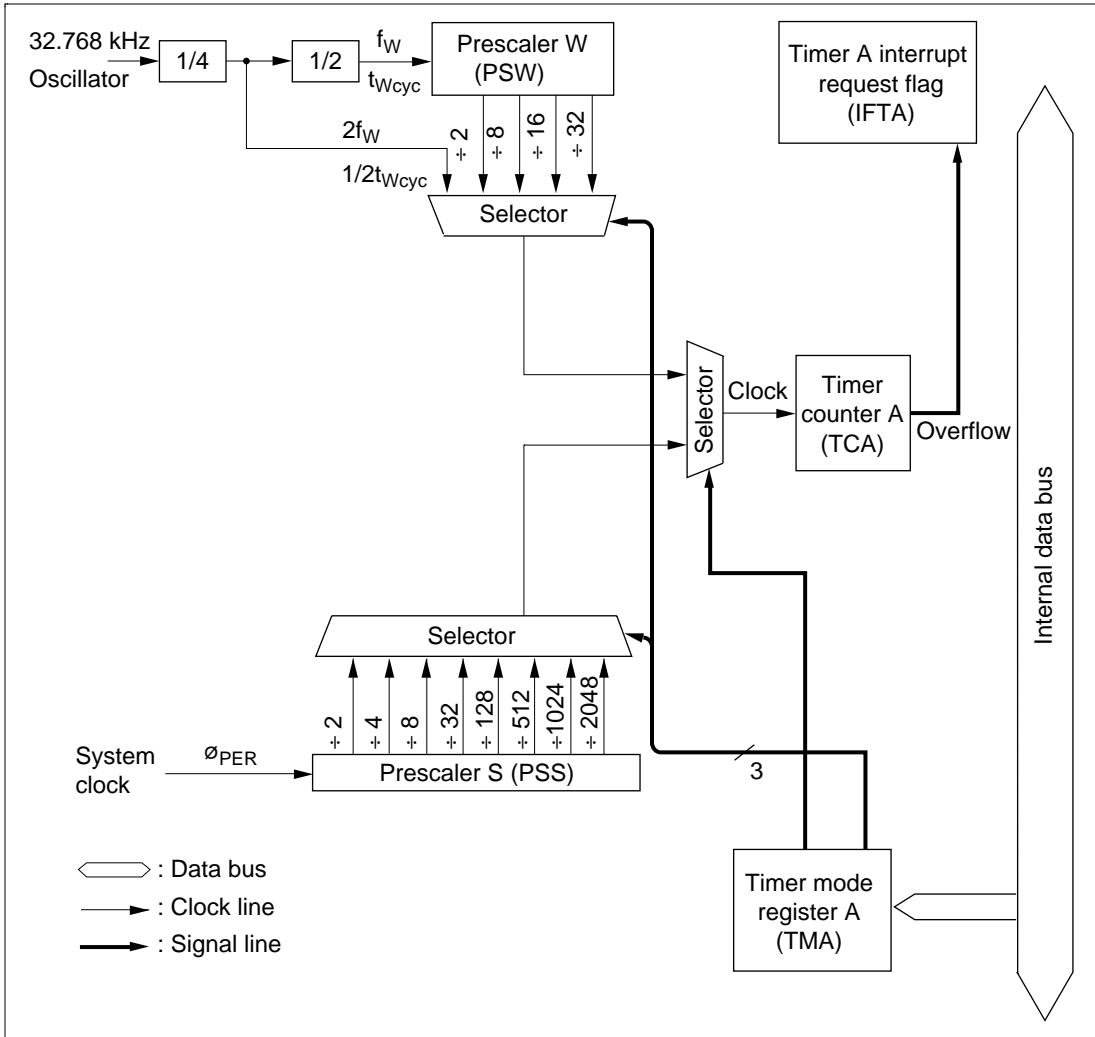 32.768 kHz
Oscillator
1/4
1/2
fW
tWcyc
Prescaler W
(PSW)
Timer A interrupt
request flag
(IFTA)
2fW
1/2tWcyc
÷ 2
÷ 8
÷ 16
÷ 32
Selector
Selector
Clock
Timer
counter A
(TCA)
Overflow
Internal data bus
Selector
÷ 2
÷ 4
÷ 8
÷ 32
÷ 128
÷ 512
÷ 1024
÷ 2048
System
clock
øPER
Prescaler S (PSS)
3
Timer mode
register A
(TMA)
: Data bus
: Clock line
: Signal line